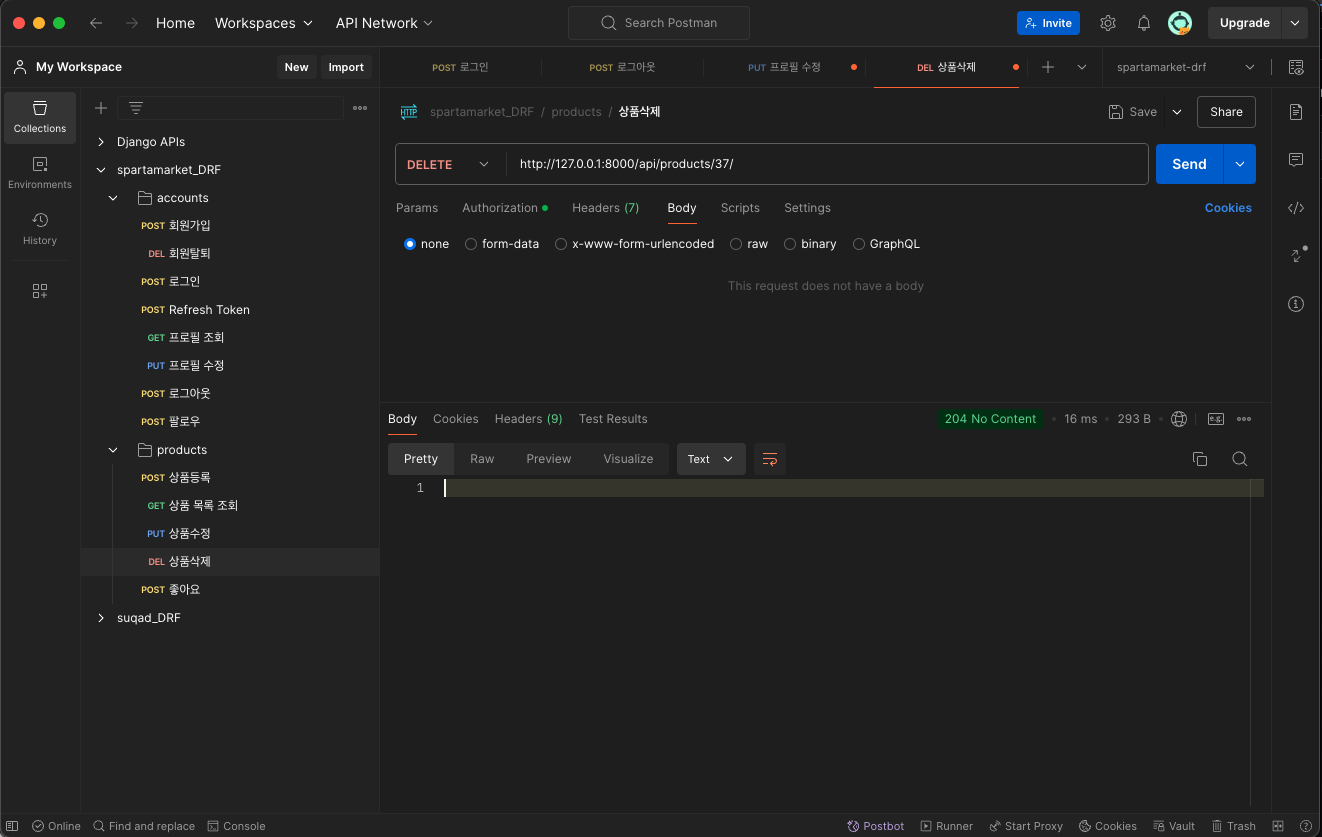 Home Workspaces API Network Search Postman Invite Upgrade
My Workspace New Import POST 로그인 POST 로그아웃 PUT 프로필 수정 DEL 상품삭제 spartamarket-drf
Collections
Environments
History
Django APIs
spartamarket_DRF
accounts
POST 회원가입
DEL 회원탈퇴
POST 로그인
POST Refresh Token
GET 프로필 조회
PUT 프로필 수정
POST 로그아웃
POST 팔로우
products
POST 상품등록
GET 상품 목록 조회
PUT 상품수정
DEL 상품삭제
POST 좋아요
suqad_DRF
HTTP spartamarket_DRF / products / 상품삭제 Save Share
DELETE http://127.0.0.1:8000/api/products/37/ Send
Params Authorization Headers (7) Body Scripts Settings Cookies
none form-data x-www-form-urlencoded raw binary GraphQL
This request does not have a body
Body Cookies Headers (9) Test Results 204 No Content 16 ms 293 B e.g.
Pretty Raw Preview Visualize Text
1
Online Find and replace Console Postbot Runner Start Proxy Cookies Vault Trash